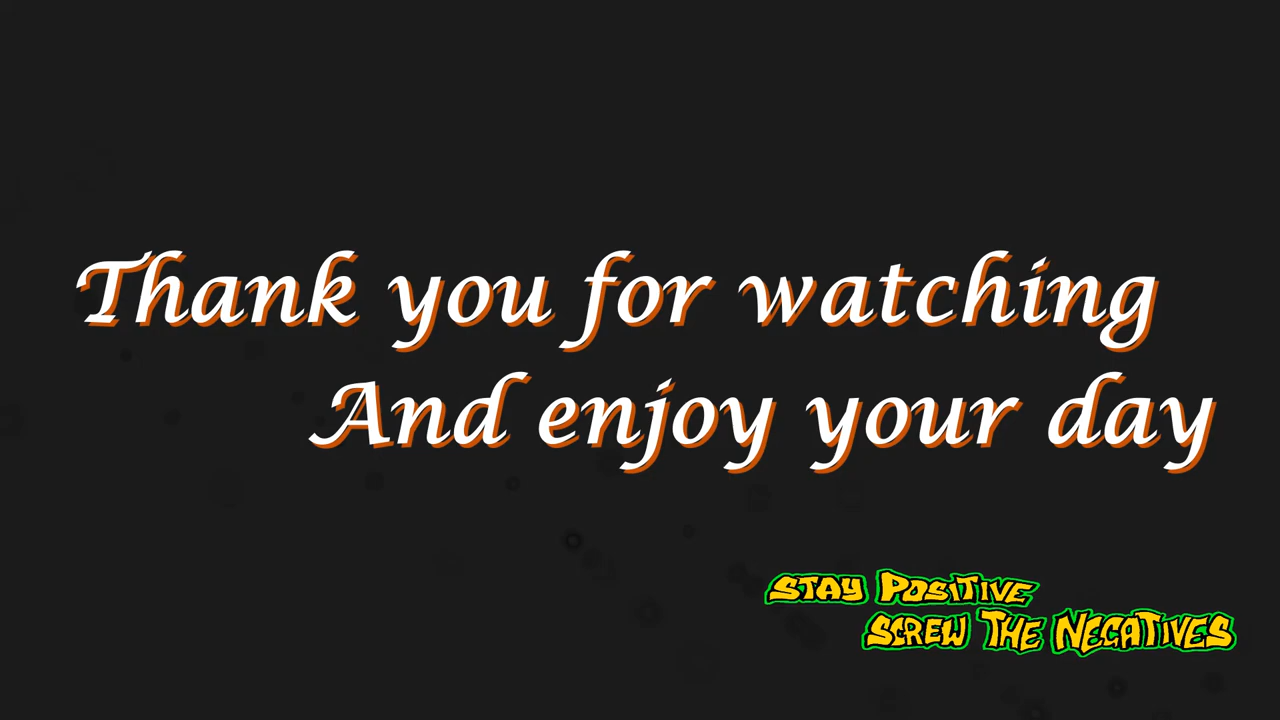 Thank you for watching
And enjoy your day
STAY POSITIVE
SCREW THE NEGATIVES